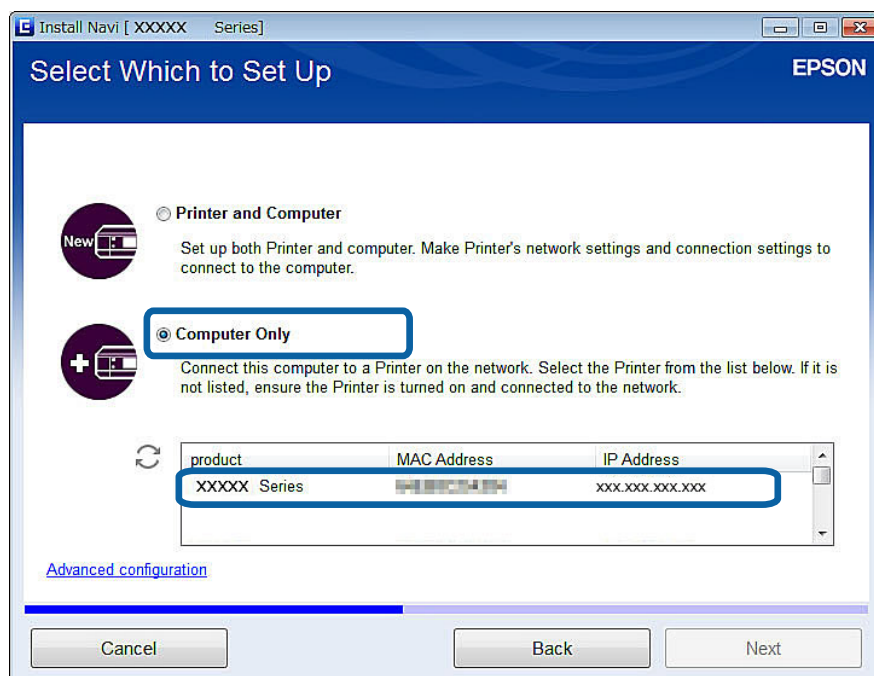 Install Navi [ XXXXX Series]
Select Which to Set Up
EPSON
New
Printer and Computer
Set up both Printer and computer. Make Printer's network settings and connection settings to
connect to the computer.
Computer Only
Connect this computer to a Printer on the network. Select the Printer from the list below. If it is
not listed, ensure the Printer is turned on and connected to the network.
product MAC Address IP Address
XXXXX Series xxx.xxx.xxx.xxx
Advanced configuration
Cancel Back Next